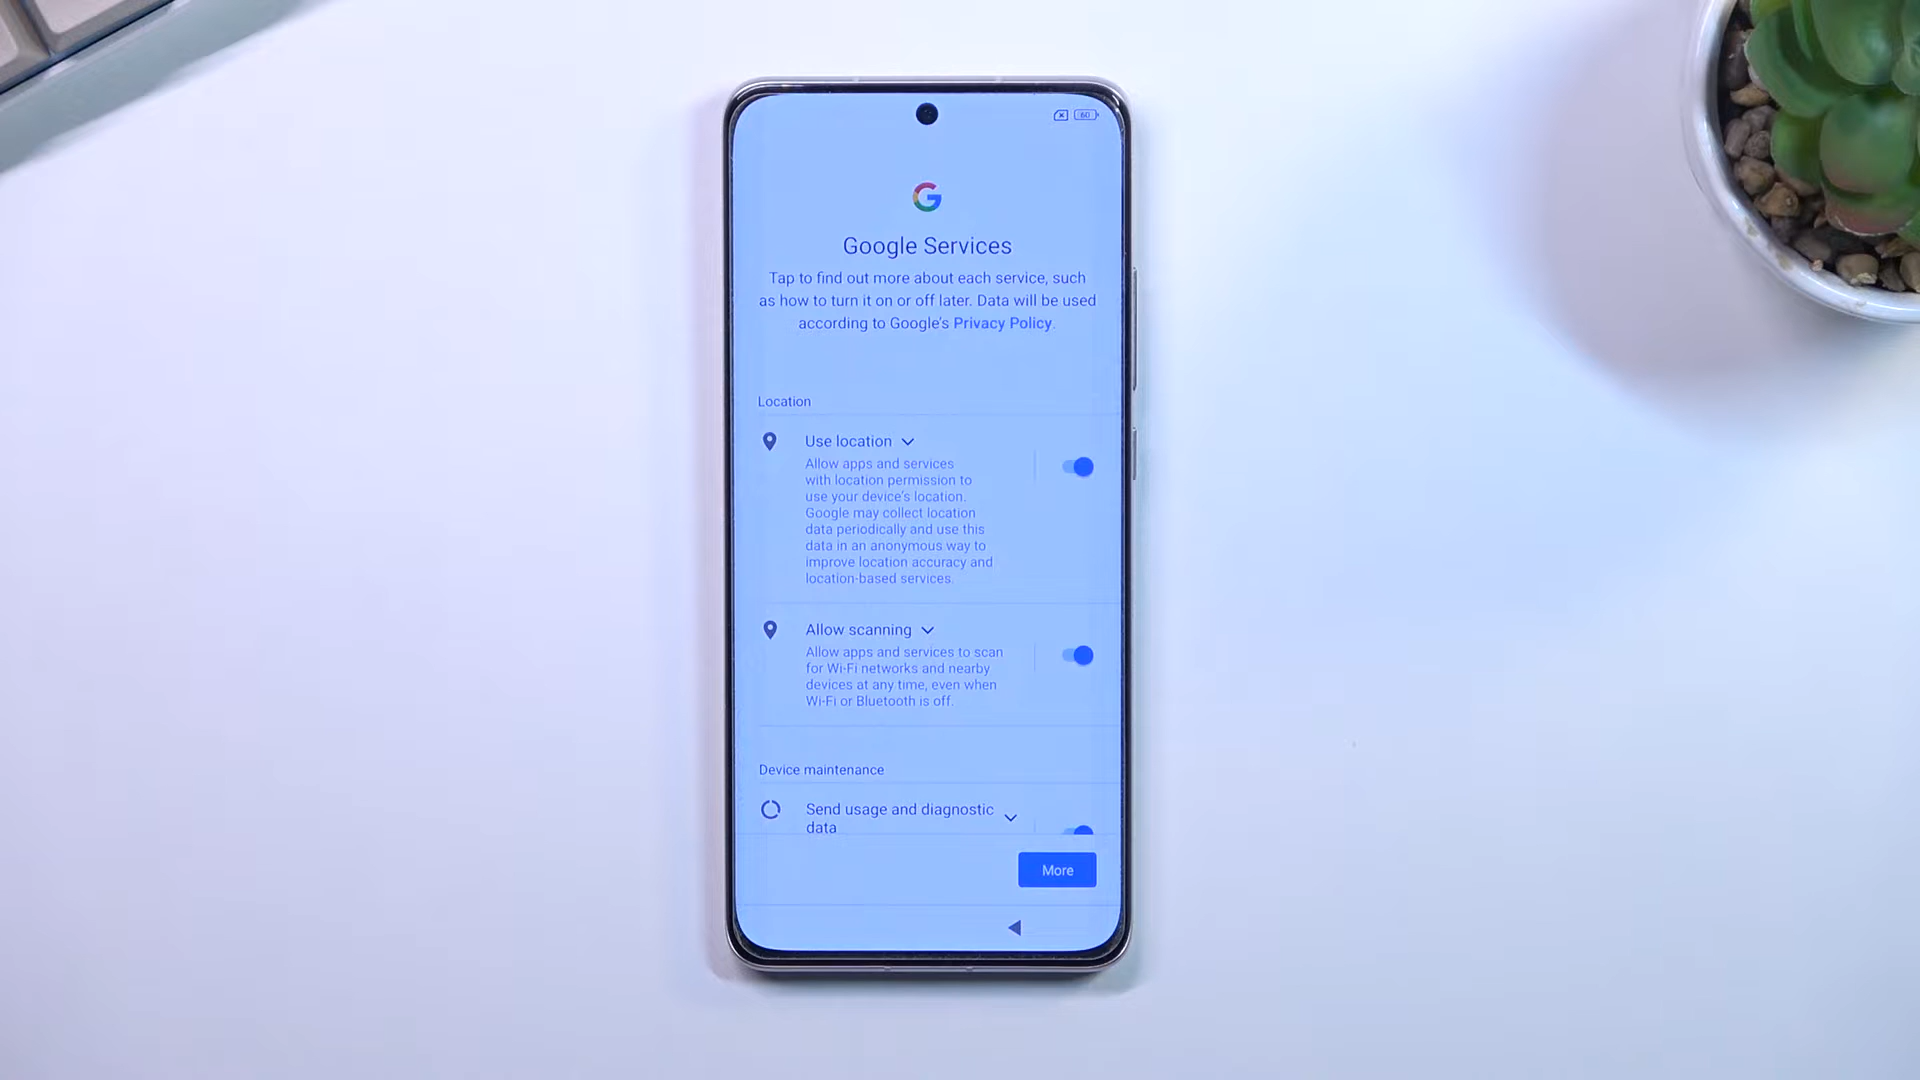 60
Google Services
Tap to find out more about each service, such
as how to turn it on or off later. Data will be used
according to Google's Privacy Policy.
Location
Use location
Allow apps and services
with location permission to
use your device's location.
Google may collect location
data periodically and use this
data in an anonymous way to
improve location accuracy and
location-based services.
Allow scanning
Allow apps and services to scan
for Wi-Fi networks and nearby
devices at any time, even when
Wi-Fi or Bluetooth is off.
Device maintenance
Send usage and diagnostic
data
More